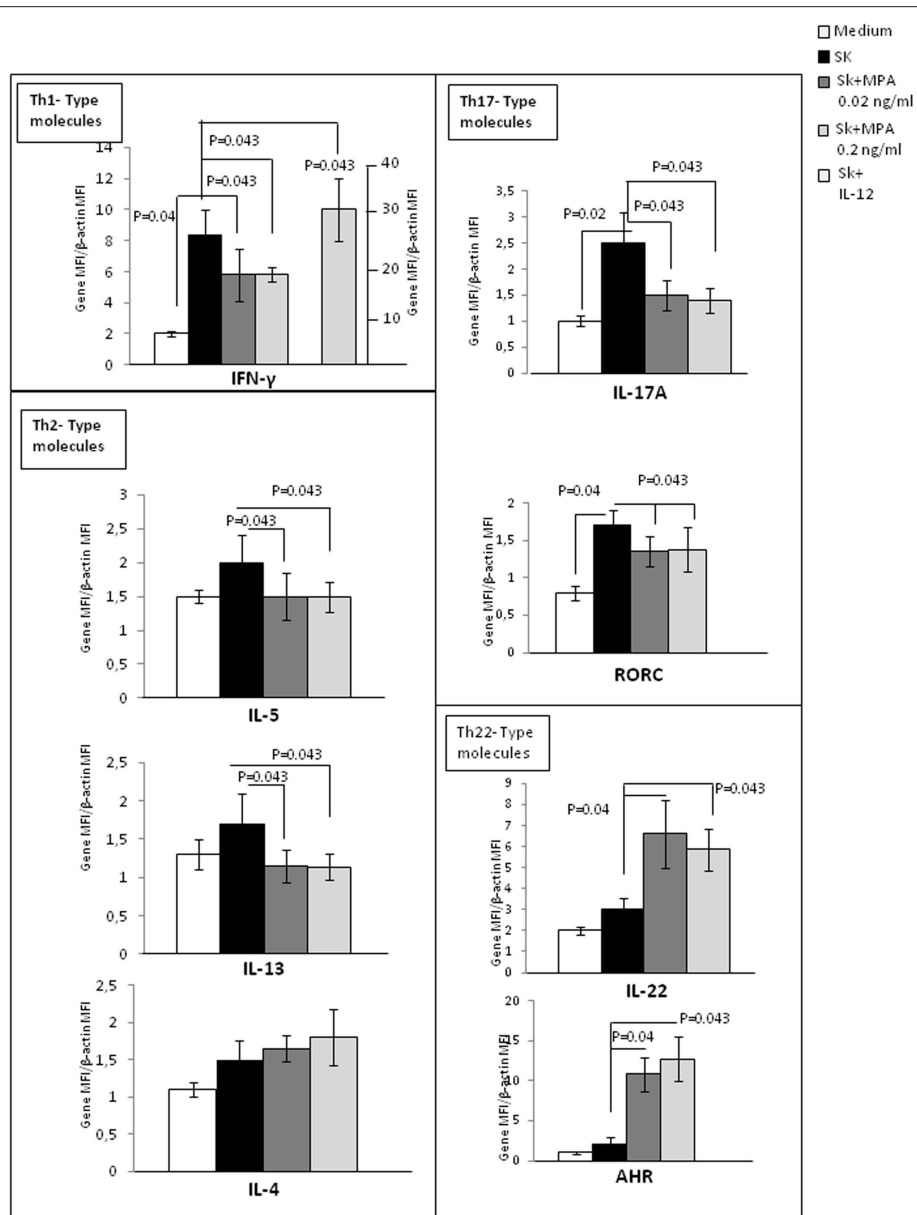 Medium
SK
Sk+MPA
0.02 ng/ml
Sk+MPA
0.2 ng/ml
Sk+
IL-12
Th1- Type
molecules
Gene MFI/β-actin MFI
14
12
10
8
6
4
2
0
P=0.04
P=0.043
P=0.043
P=0.043
40
30
20
10
Gene MFI/β-actin MFI
IFN-γ
Th2- Type
molecules
Gene MFI/β-actin MFI
3
2,5
2
1,5
1
0,5
0
P=0.043
P=0.043
IL-5
Gene MFI/β-actin MFI
2,5
2
1,5
1
0,5
0
P=0.043
P=0.043
IL-13
Gene MFI/β-actin MFI
2,5
2
1,5
1
0,5
0
IL-4
Th17- Type
molecules
Gene MFI/β-actin MFI
3,5
3
2,5
2
1,5
1
0,5
0
P=0.02
P=0.043
P=0.043
IL-17A
Gene MFI/β-actin MFI
2
1,5
1
0,5
0
P=0.04
P=0.043
RORC
Th22- Type
molecules
Gene MFI/β-actin MFI
9
8
7
6
5
4
3
2
1
0
P=0.04
P=0.043
IL-22
Gene MFI/β-actin MFI
20
15
10
5
0
P=0.04
P=0.043
AHR